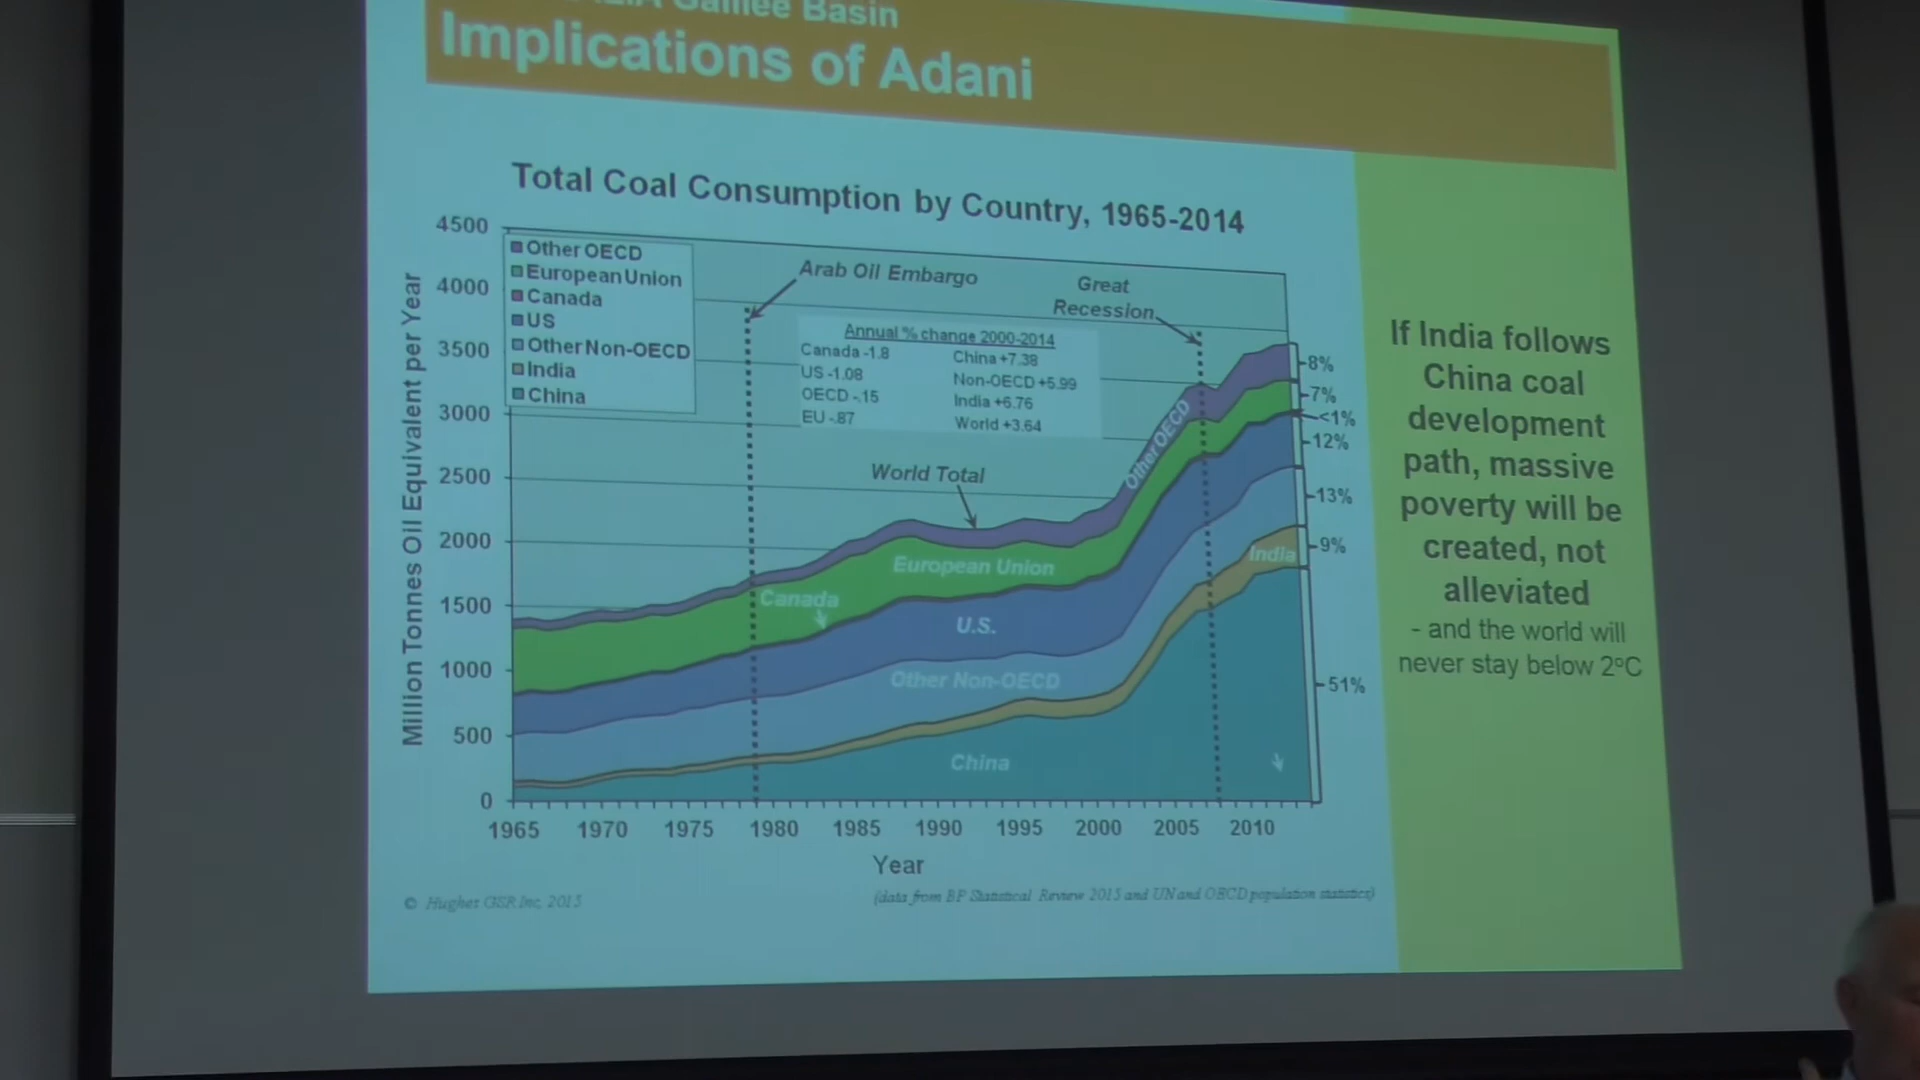 Galilee Basin
Implications of Adani
Total Coal Consumption by Country, 1965-2014
Million Tonnes Oil Equivalent per Year
4500
4000
3500
3000
2500
2000
1500
1000
500
0
Other OECD
European Union
Canada
US
Other Non-OECD
India
China
Arab Oil Embargo
Great
Recession
Annual % change 2000-2014
Canada -1.8 China +7.38
US -1.08 Non-OECD +5.99
OECD -.15 India +6.76
EU -.87 World +3.64
World Total
Other OECD
European Union
Canada
U.S.
Other Non-OECD
India
China
8%
7%
<1%
12%
13%
9%
51%
1965 1970 1975 1980 1985 1990 1995 2000 2005 2010
Year
© Hughes GSR Inc, 2015
(data from BP Statistical Review 2015 and UN and OECD population statistics)
If India follows
China coal
development
path, massive
poverty will be
created, not
alleviated
- and the world will
never stay below 2°C